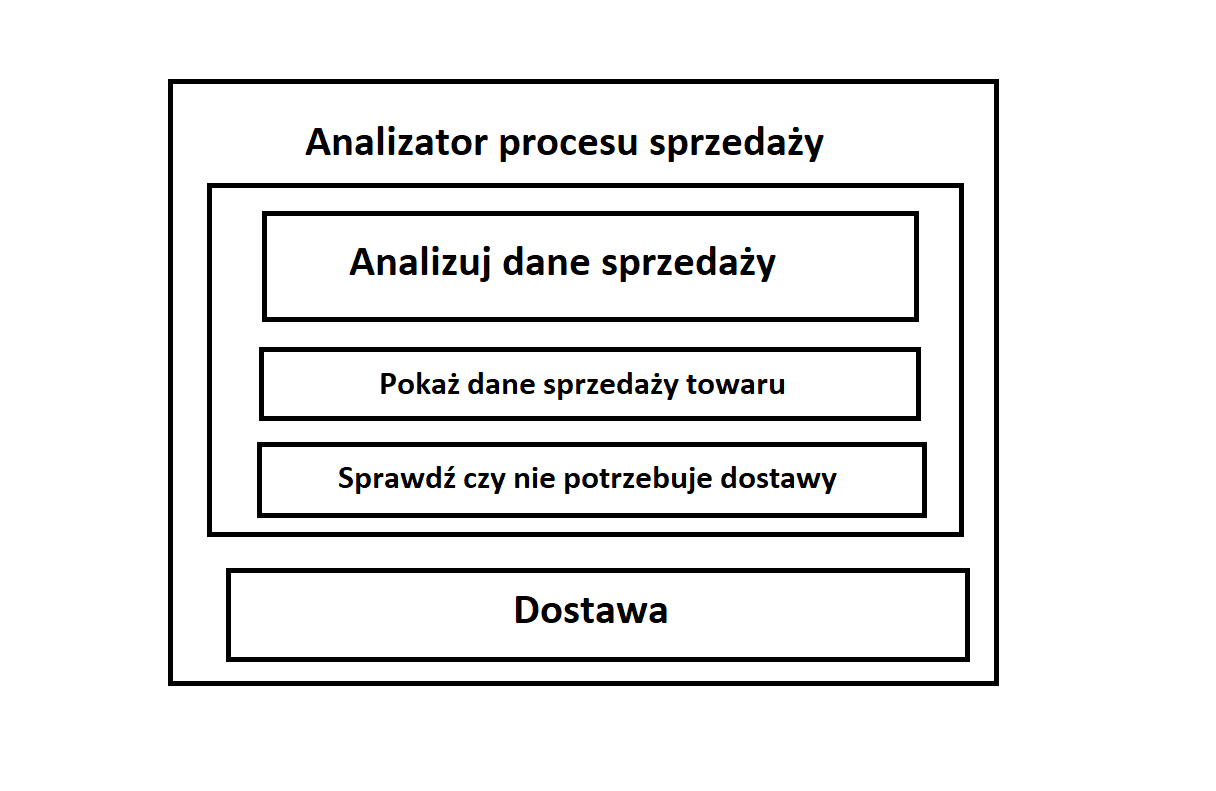 Analizator procesu sprzedaży
Analizuj dane sprzedaży
Pokaż dane sprzedaży towaru
Sprawdź czy nie potrzebuje dostawy
Dostawa